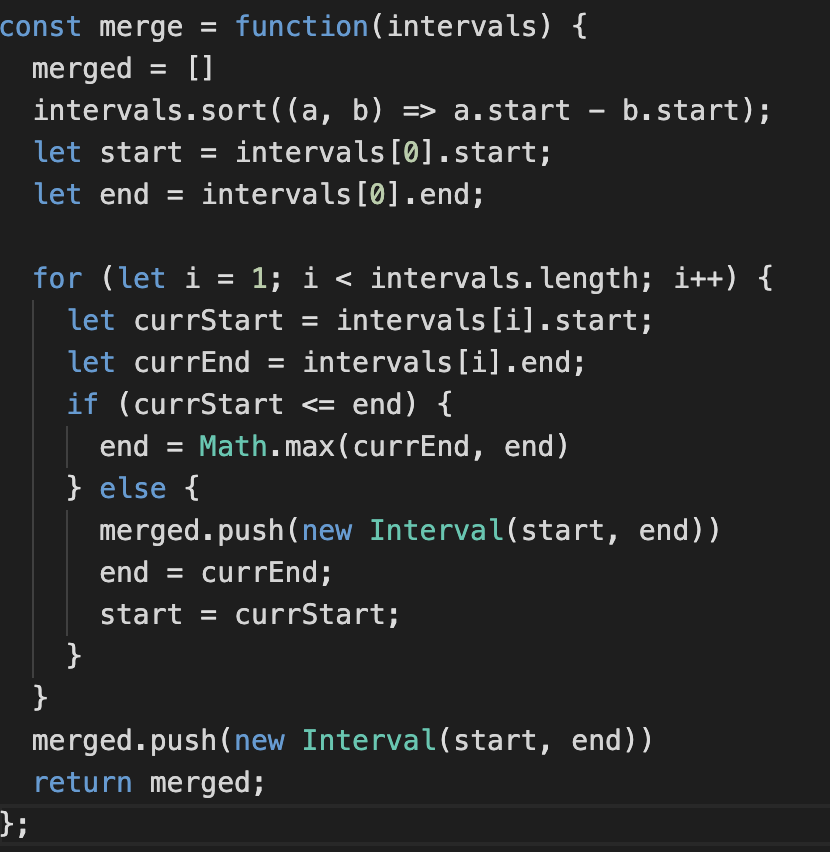 const merge = function(intervals) {
  merged = []
  intervals.sort((a, b) => a.start - b.start);
  let start = intervals[0].start;
  let end = intervals[0].end;

  for (let i = 1; i < intervals.length; i++) {
    let currStart = intervals[i].start;
    let currEnd = intervals[i].end;
    if (currStart <= end) {
      end = Math.max(currEnd, end)
    } else {
      merged.push(new Interval(start, end))
      end = currEnd;
      start = currStart;
    }
  }
  merged.push(new Interval(start, end))
  return merged;
};